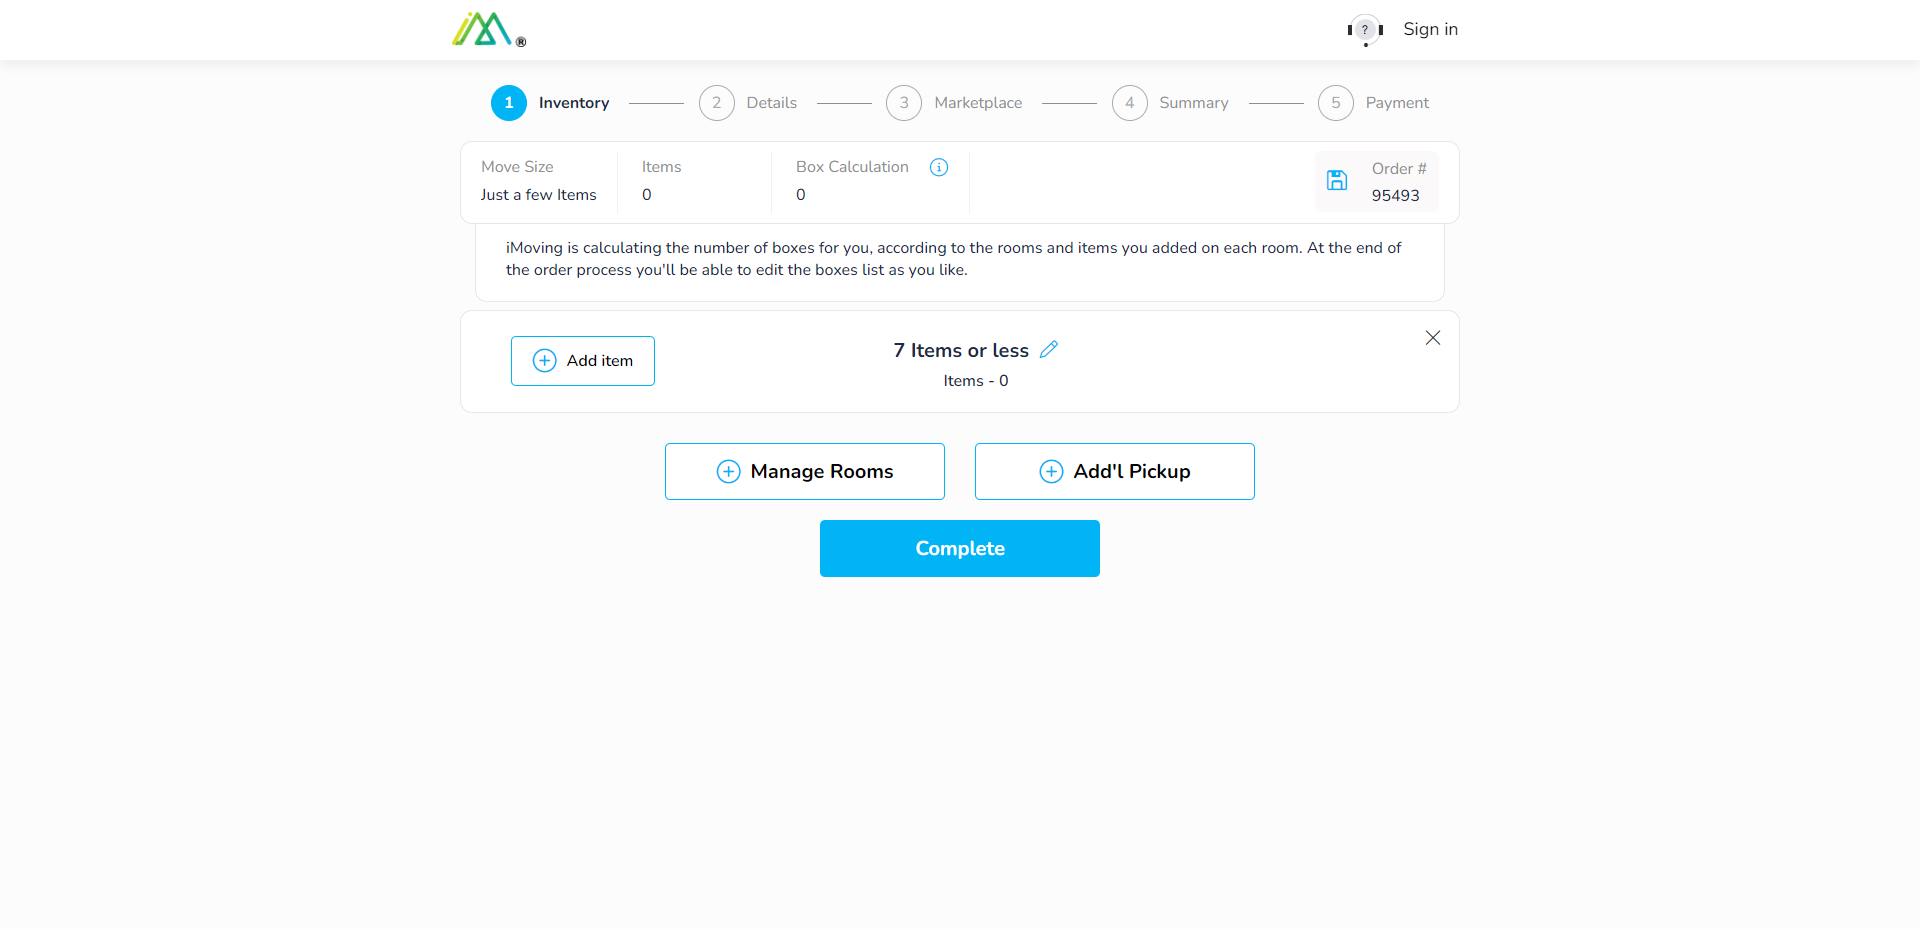 iM®
?
Sign in
1 Inventory
2 Details
3 Marketplace
4 Summary
5 Payment
Move Size
Just a few Items
Items
0
Box Calculation
0
Order #
95493
iMoving is calculating the number of boxes for you, according to the rooms and items you added on each room. At the end of
the order process you'll be able to edit the boxes list as you like.
Add item
7 Items or less
Items - 0
Manage Rooms
Add'l Pickup
Complete